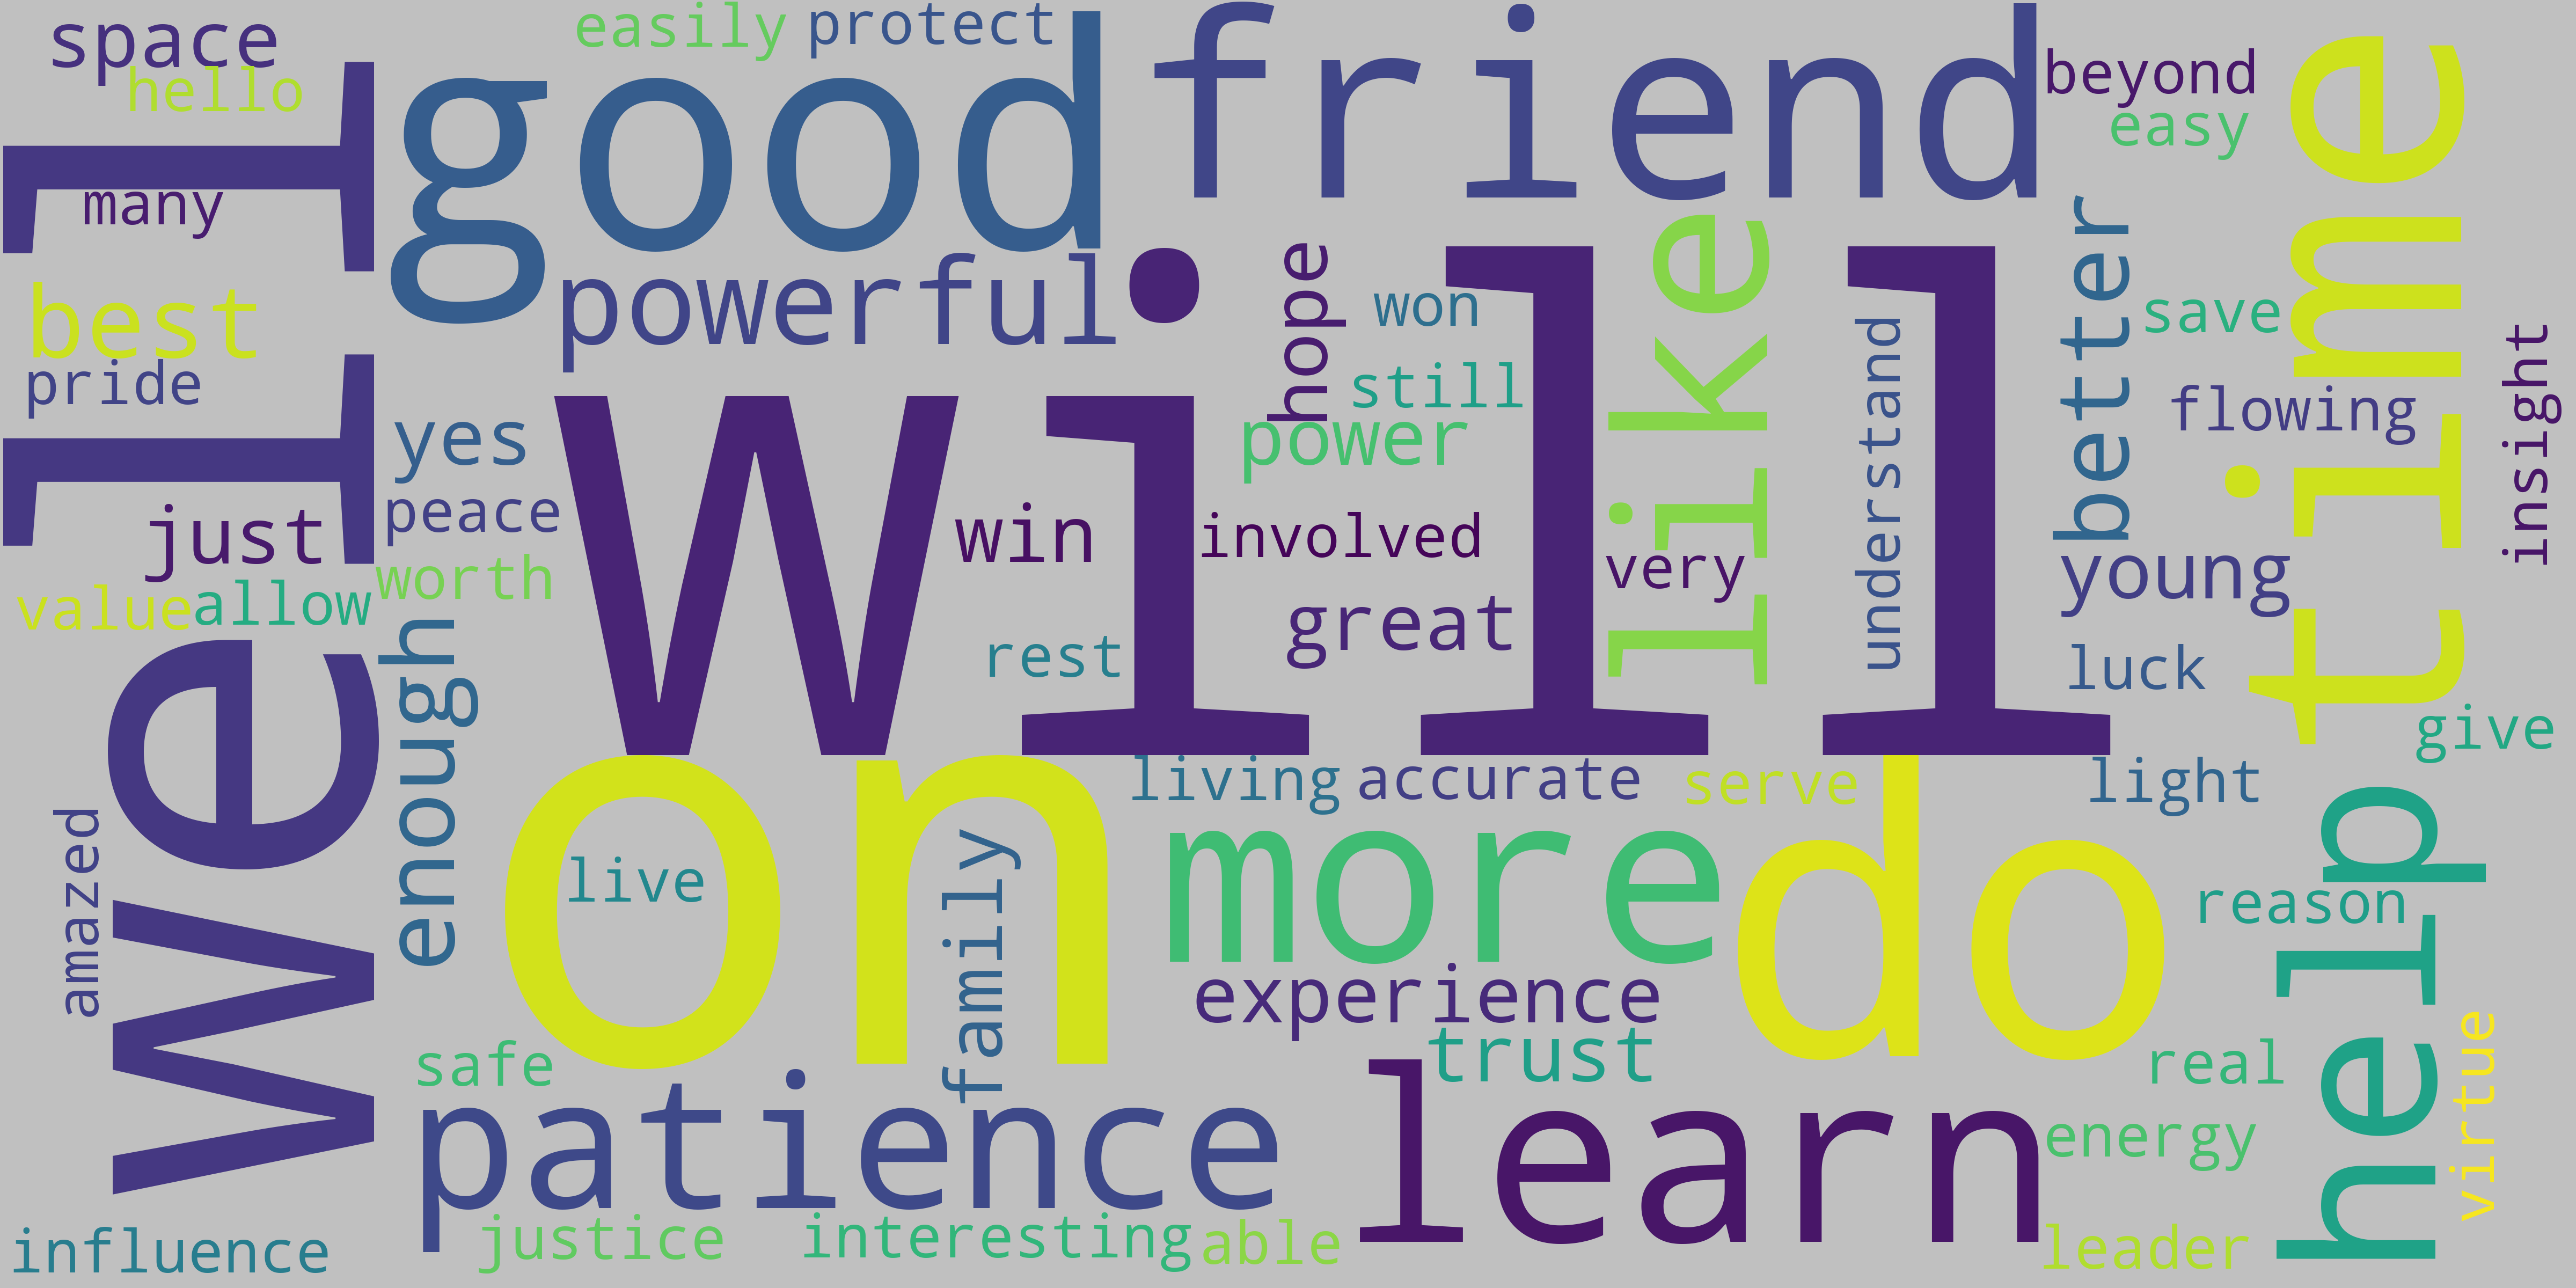 space
easily
protect
good
friend
beyond
easy
time
hello
many
well
best
pride
powerful
hope
won
like
better
save
still
understand
flowing
insight
yes
power
will
just
peace
win
involved
very
young
value
allow
worth
rest
great
luck
enough
give
on
living
accurate
serve
light
amazed
live
family
more
do
help
reason
experience
safe
trust
real
virtue
patience
learn
energy
influence
justice
interesting
able
leader